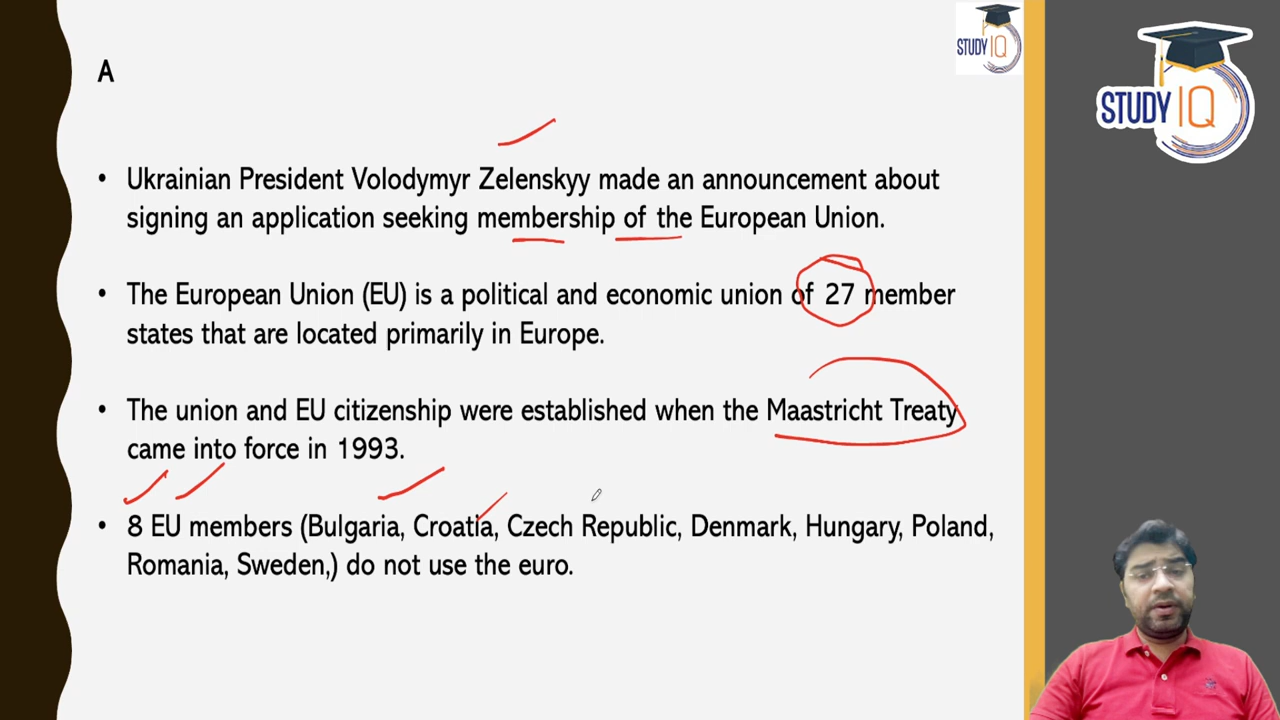 STUDY IQ
STUDY IQ
A
• Ukrainian President Volodymyr Zelenskyy made an announcement about
signing an application seeking membership of the European Union.
• The European Union (EU) is a political and economic union of 27 member
states that are located primarily in Europe.
• The union and EU citizenship were established when the Maastricht Treaty
came into force in 1993.
• 8 EU members (Bulgaria, Croatia, Czech Republic, Denmark, Hungary, Poland,
Romania, Sweden,) do not use the euro.